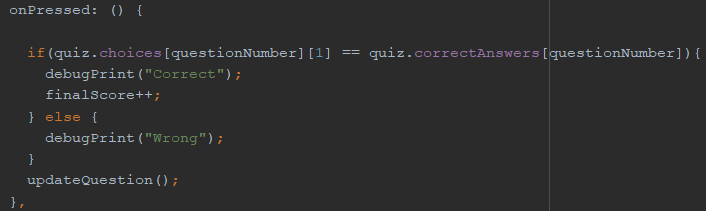 onPressed: () {
if(quiz.choices[questionNumber][1] == quiz.correctAnswers[questionNumber]){
debugPrint("Correct");
finalScore++;
} else {
debugPrint("Wrong");
}
updateQuestion();
},